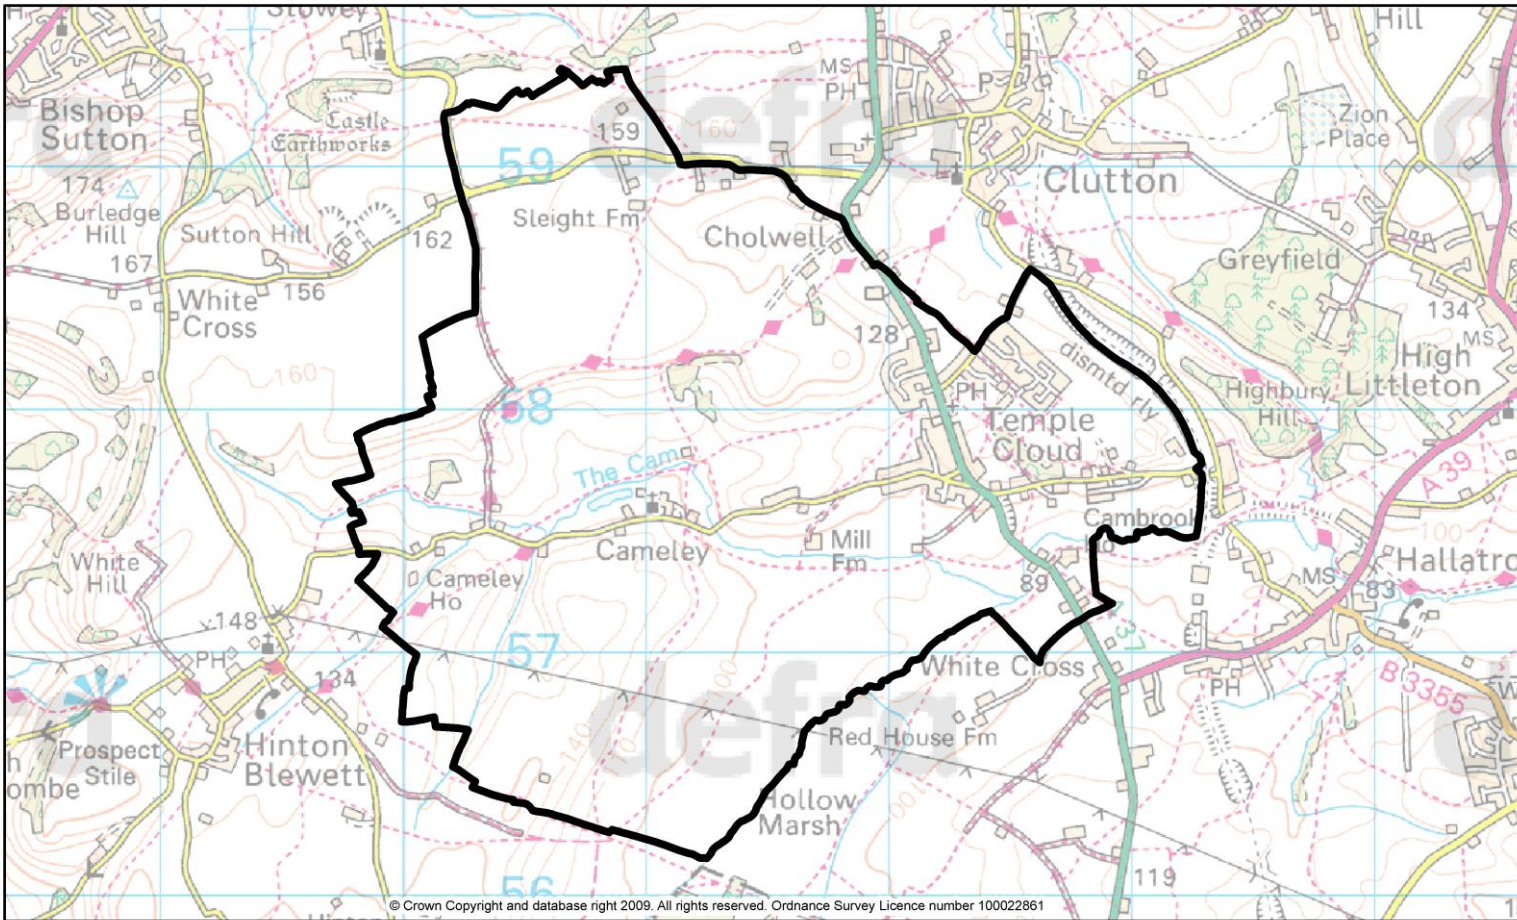 H
Stowey
Hill
MS
PH
P
Bishop
Sutton
Castle
Earthworks
159
160
defra
Zion
Place
59
174
Burledge
Hill
Sutton Hill
162
Sleight Fm
Cholwell
Clutton
Greyfield
167
156
White
Cross
128
134
MS
High
Littleton
dismtd rly
160
PH
Highbury
Hill
58
Temple
Cloud
The Cam
A 39
Cambrook
100
White
Hill
Cameley
Mill
Fm
Hallatro
Cameley
Ho
89
MS
83
148
57
PH
134
White Cross
PH
B 3355
defra
Prospect
Stile
Hinton
Blewett
Red House Fm
140
100
ombe
Hollow
Marsh
119
56
© Crown Copyright and database right 2009. All rights reserved. Ordnance Survey Licence number 100022861